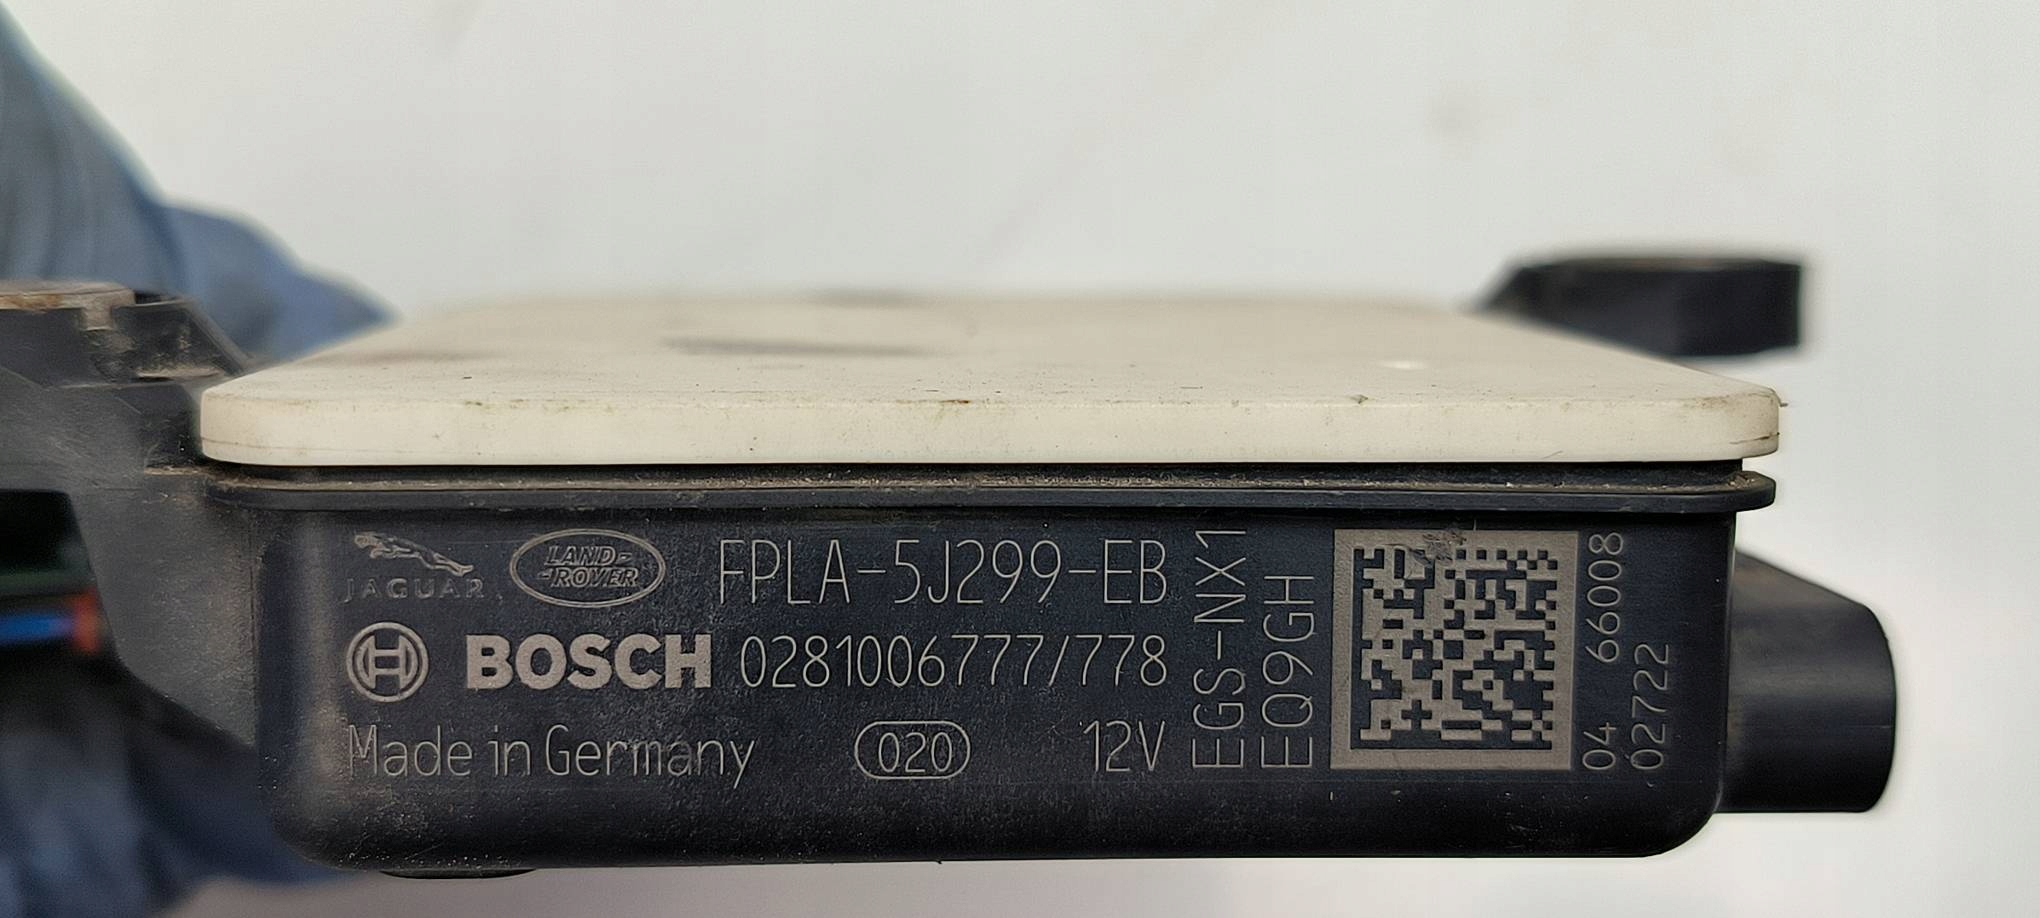 JAGUAR
LAND-
-ROVER
FPLA-5J299-EB
BOSCH 0281006777/778
Made in Germany 020 12V
EGS-NX1
EQ9GH
04 66008
02722